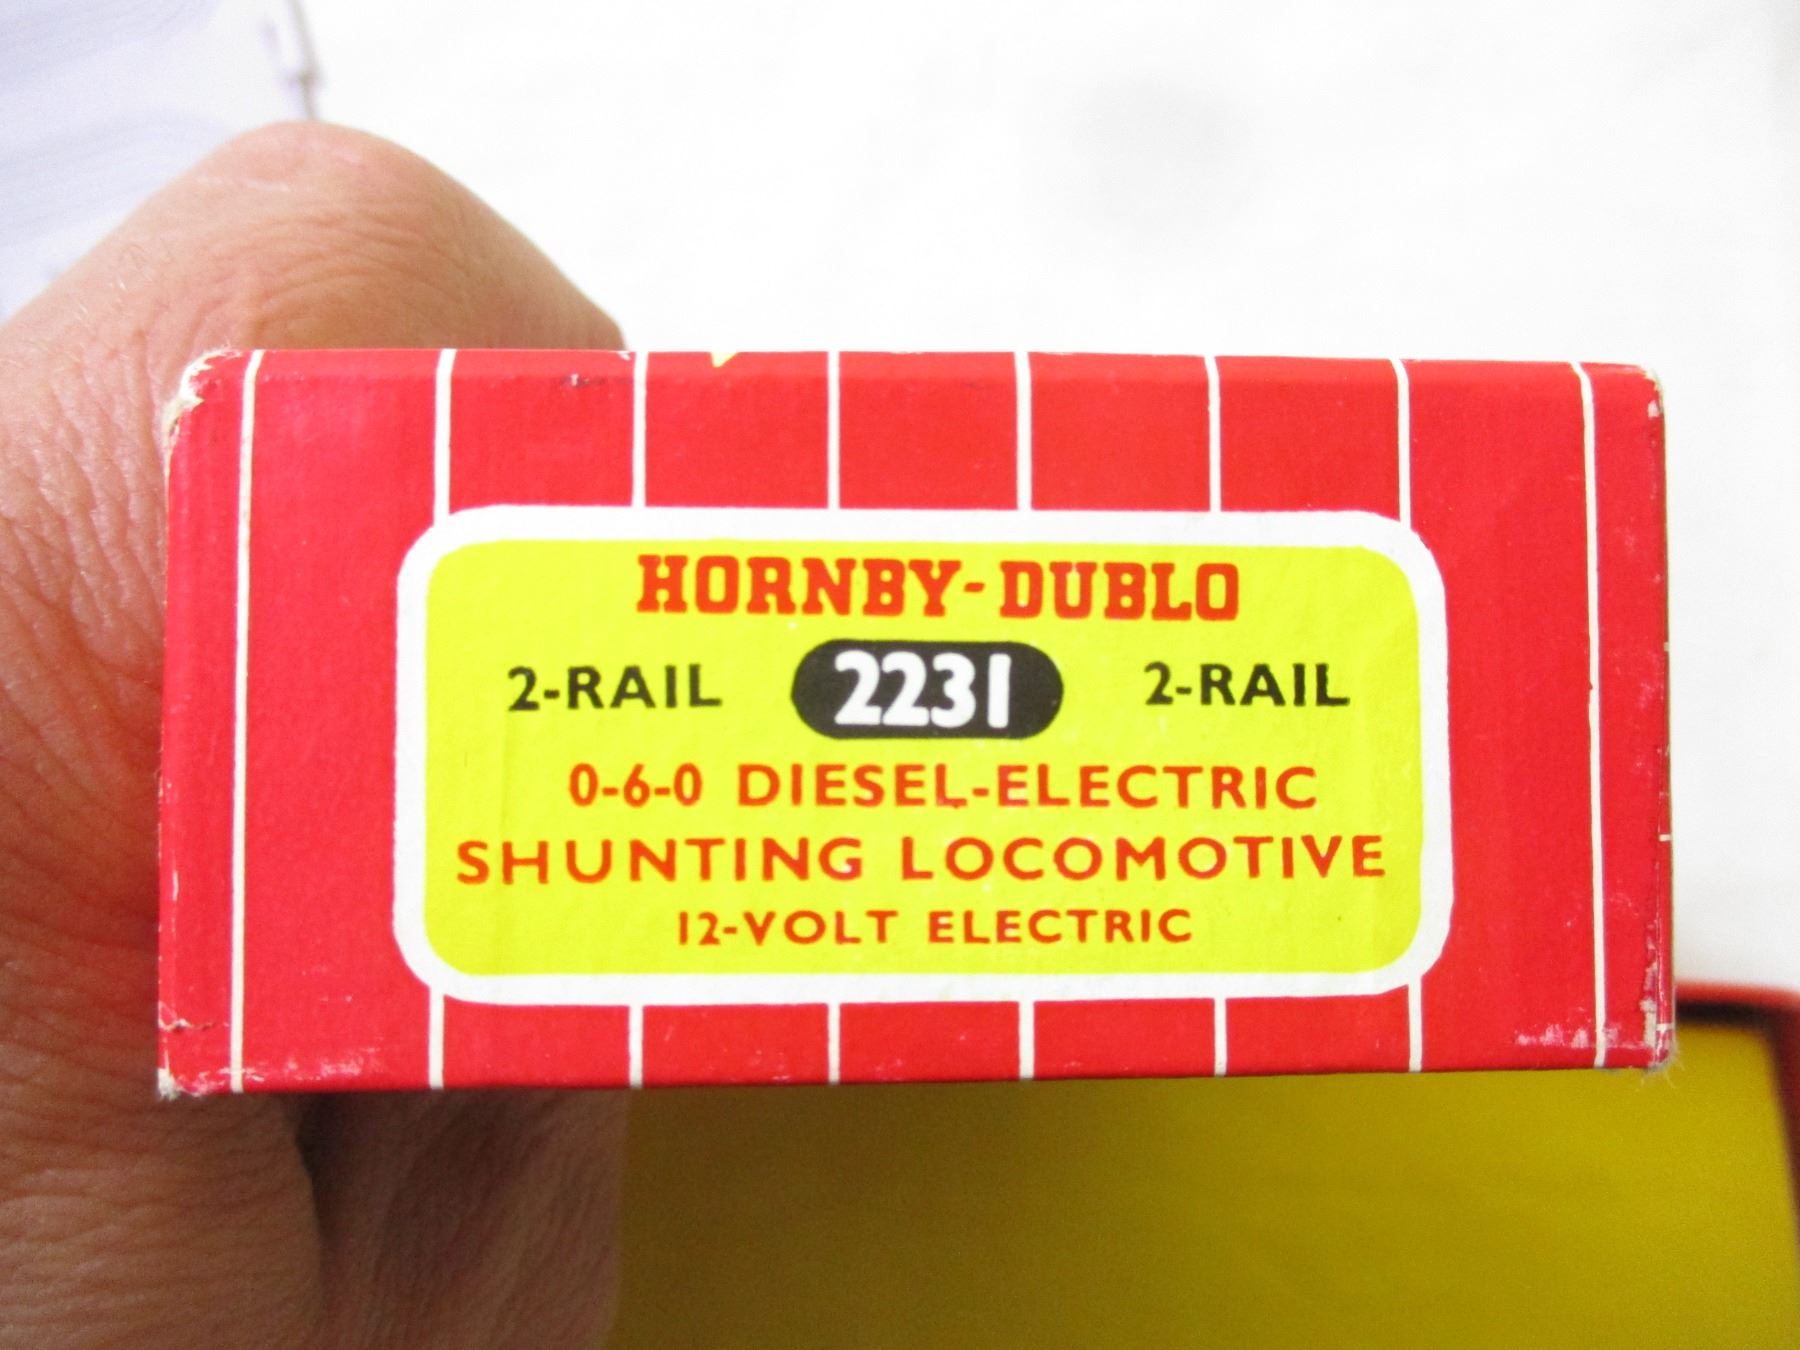 HORNBY-DUBLO
2-RAIL 2231 2-RAIL
0-6-0 DIESEL-ELECTRIC
SHUNTING LOCOMOTIVE
12-VOLT ELECTRIC